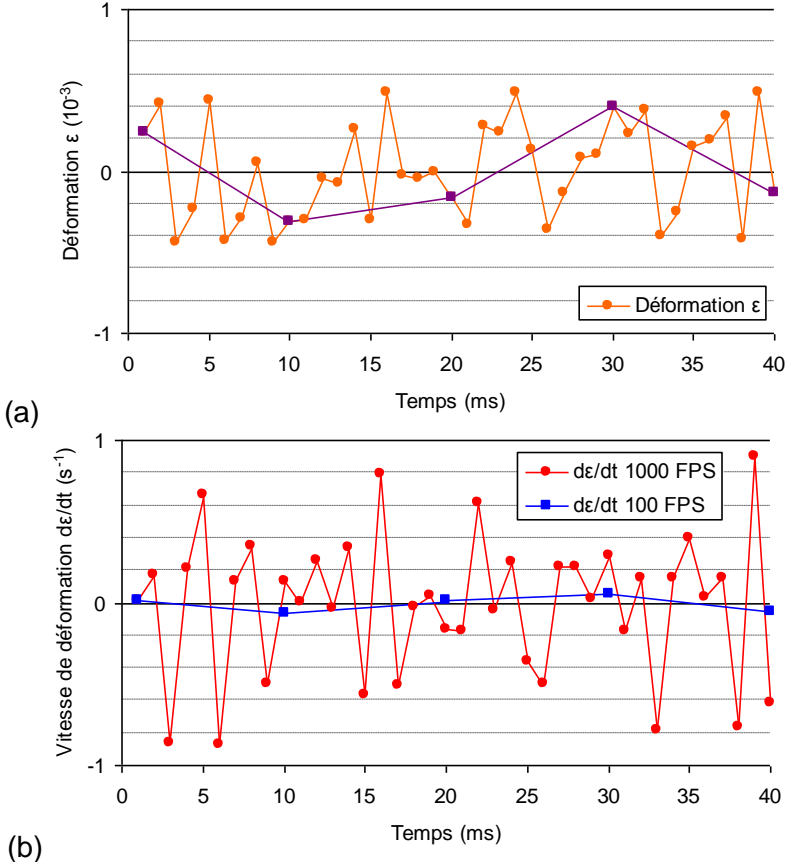 1
0
-1
Déformation ε (10⁻³)
Déformation ε
0 5 10 15 20 25 30 35 40
Temps (ms)
(a)
1
0
-1
Vitesse de déformation dε/dt (s⁻¹)
dε/dt 1000 FPS
dε/dt 100 FPS
0 5 10 15 20 25 30 35 40
Temps (ms)
(b)